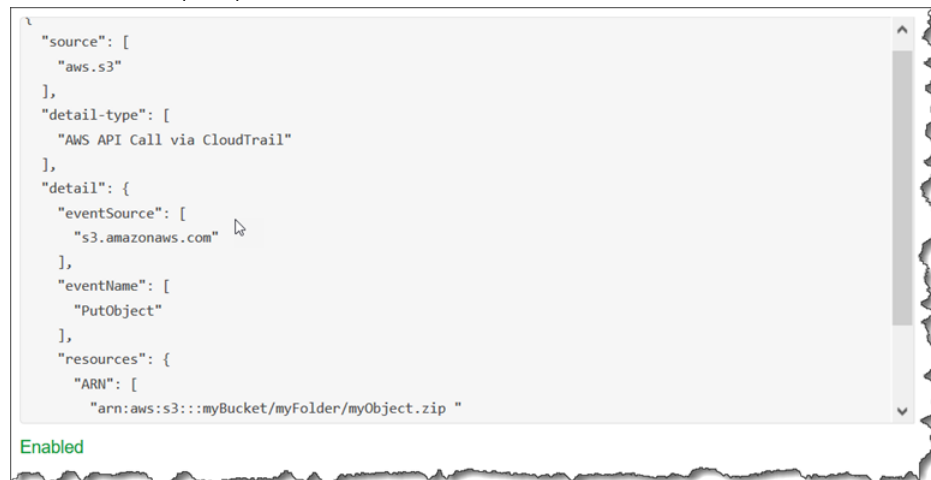 {
"source": [
"aws.s3"
],
"detail-type": [
"AWS API Call via CloudTrail"
],
"detail": {
"eventSource": [
"s3.amazonaws.com"
],
"eventName": [
"PutObject"
],
"resources": {
"ARN": [
"arn:aws:s3:::myBucket/myFolder/myObject.zip "
Enabled